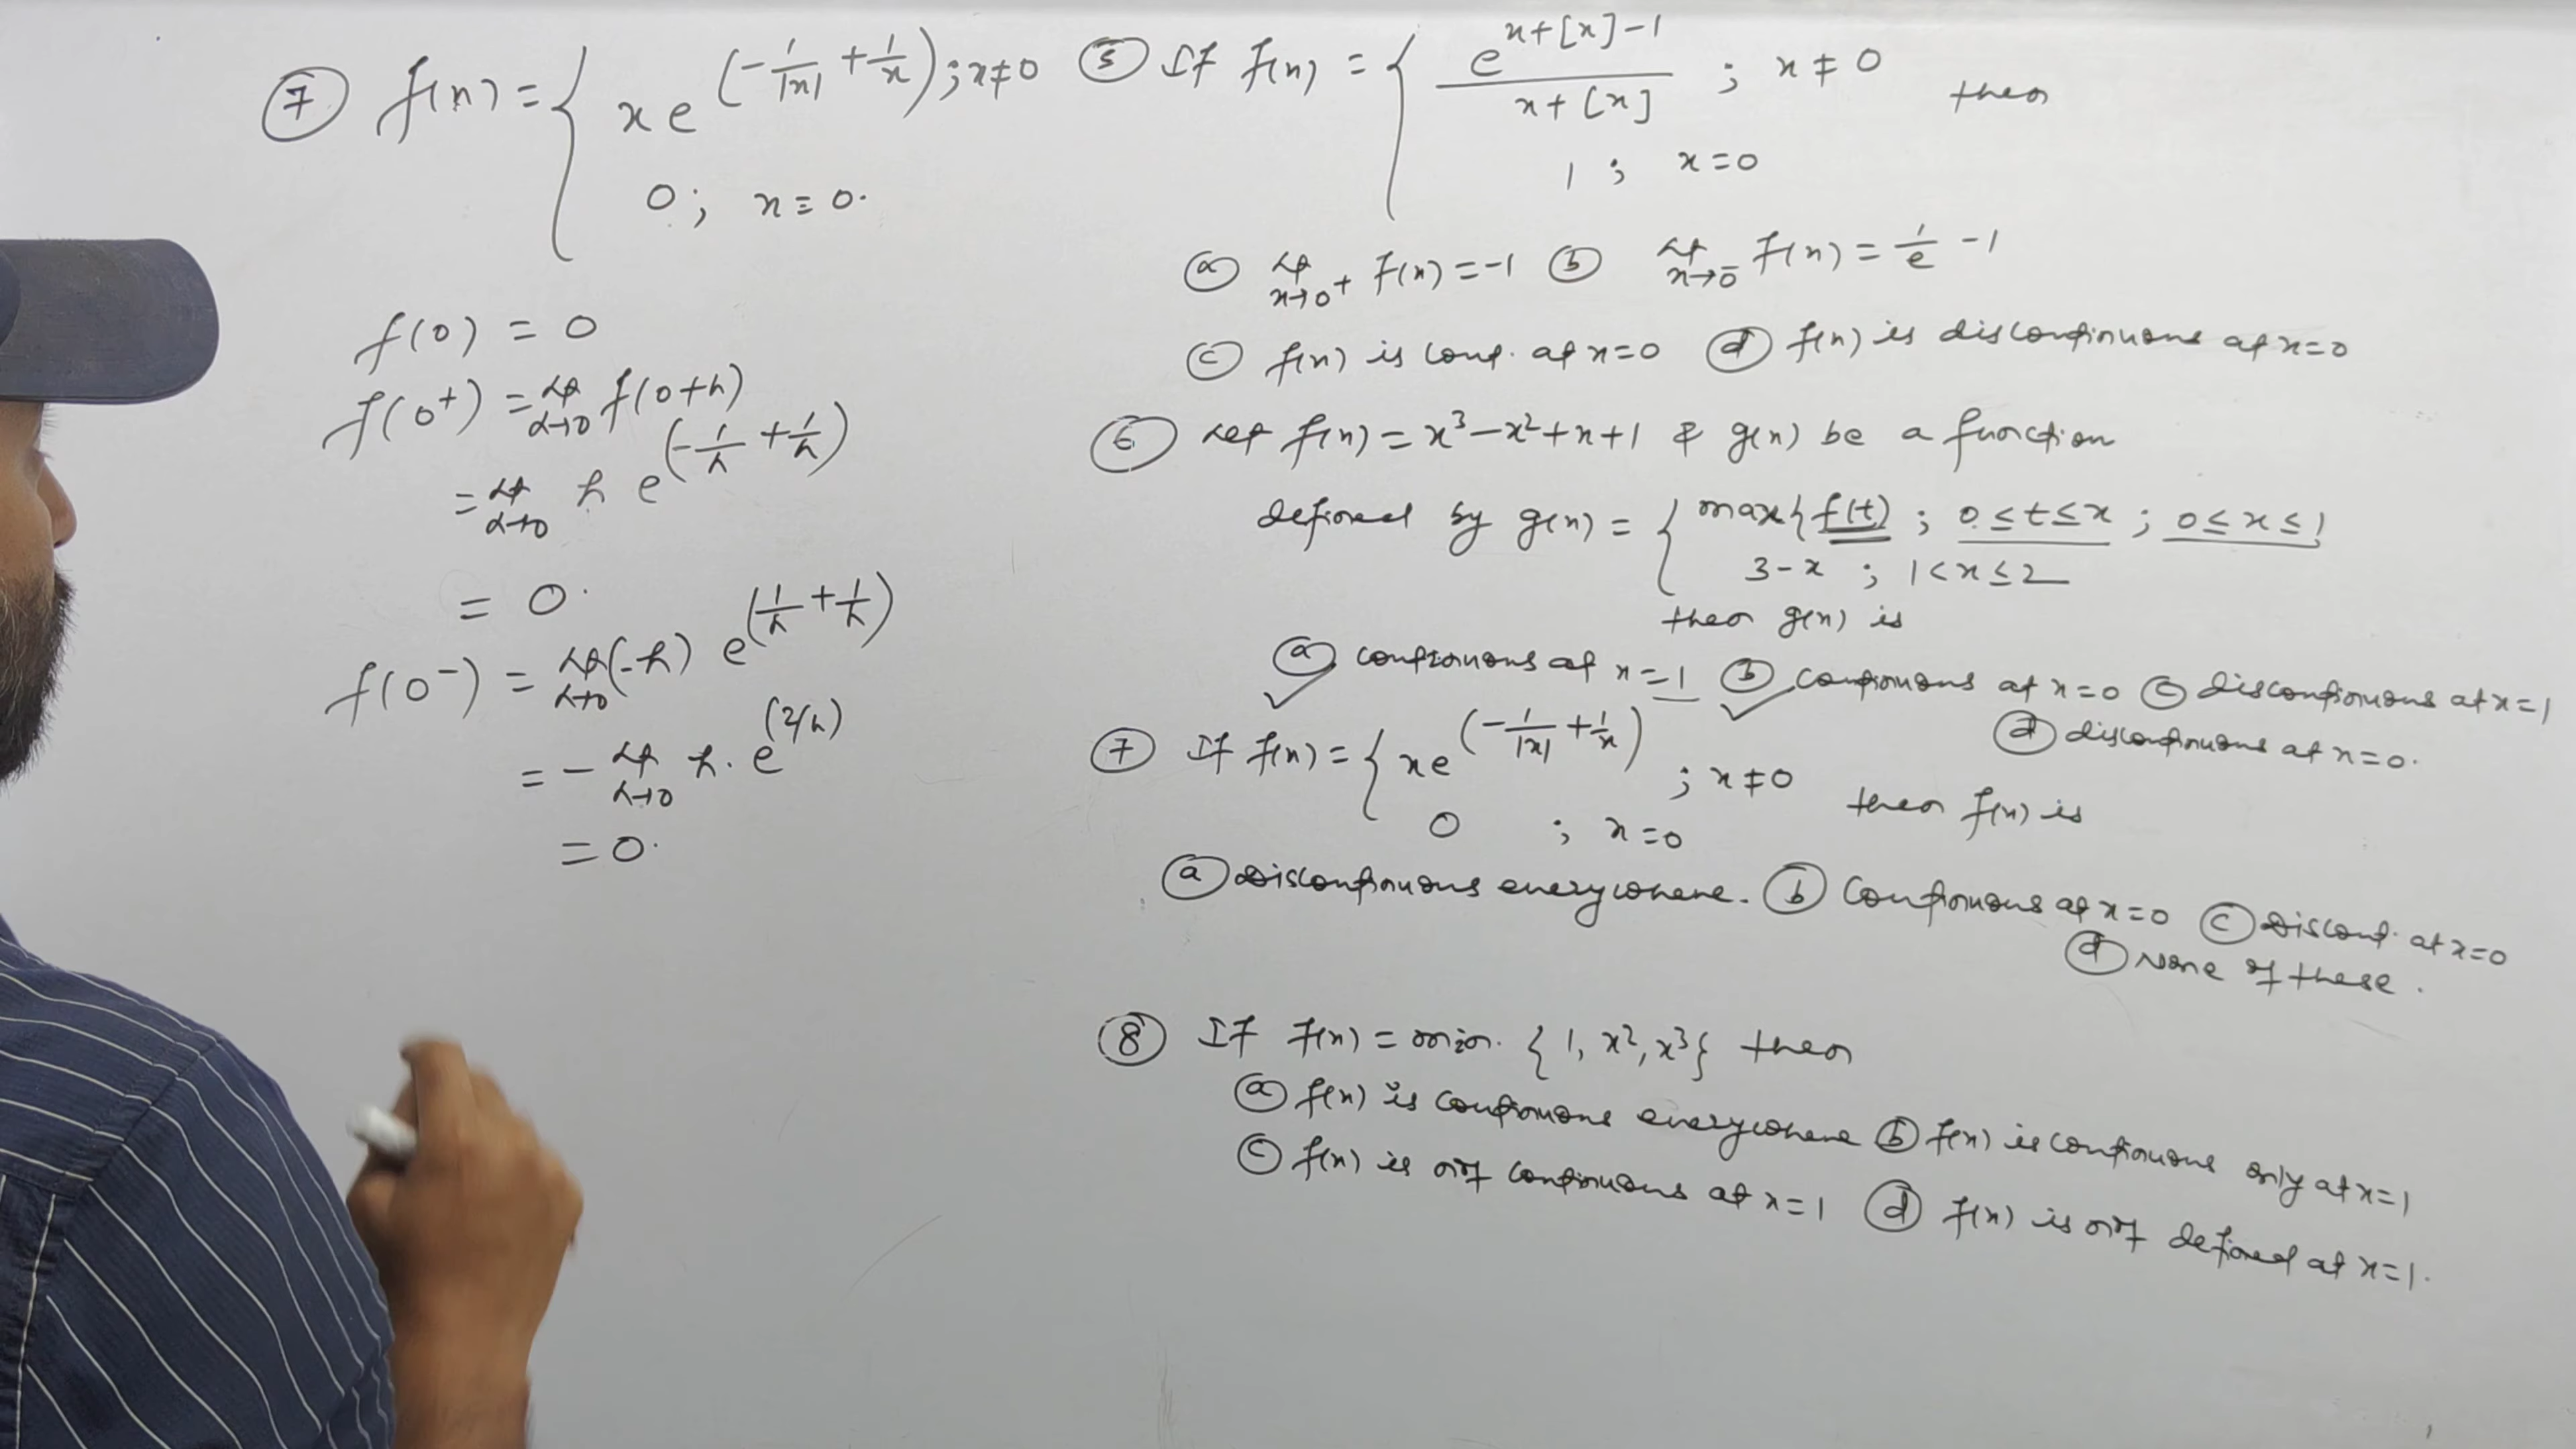 ⑦ f(x) = { x e^(-1/|x| + 1/x) ; x≠0
0 ; x = 0.
f(0) = 0
f(0⁺) = Lt h→0 f(0+h)
= Lt h→0 h e^(-1/h + 1/h)
= 0.
f(0⁻) = Lt h→0 (-h) e^(1/h + 1/h)
= - Lt h→0 h. e^(2/h)
= 0.
⑤ If f(x) = { e^(x+[x]-1) / x+[x] ; x ≠ 0 then
1 ; x=0
ⓐ Lt x→0⁺ f(x) = -1 ⓑ Lt x→0⁻ f(x) = 1/e - 1
ⓒ f(x) is cont. at x=0 ⓓ f(x) is discontinuous at x=0
⑥ Let f(x) = x³-x²+x+1 & g(x) be a function
defined by g(x) = { max{f(t) ; 0≤t≤x ; 0≤x≤1
3-x ; 1<x≤2
then g(x) is
ⓐ continuous at x=1 ⓑ continuous at x=0 ⓒ discontinuous at x=1
ⓓ discontinuous at x=0.
⑦ If f(x) = { xe^(-1/|x| + 1/x) ; x≠0 then f(x) is
0 ; x=0
ⓐ Discontinuous everywhere. ⓑ Continuous at x=0 ⓒ Discont. at x=0
ⓓ None of these.
⑧ If f(x) = min. {1, x², x³} then
ⓐ f(x) is continuous everywhere ⓑ f(x) is continuous only at x=1
ⓒ f(x) is not continuous at x=1 ⓓ f(x) is not defined at x=1.